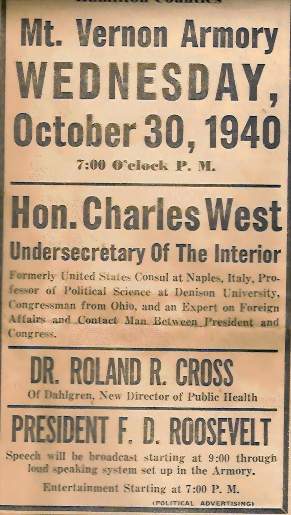 Hamilton Counties
Mt. Vernon Armory
WEDNESDAY,
October 30, 1940
7:00 O'clock P. M.
Hon. Charles West
Undersecretary Of The Interior
Formerly United States Consul at Naples, Italy, Pro-
fessor of Political Science at Denison University,
Congressman from Ohio, and an Expert on Foreign
Affairs and Contact Man Between President and
Congress.
DR. ROLAND R. CROSS
Of Dahlgren, New Director of Public Health
PRESIDENT F. D. ROOSEVELT
Speech will be broadcast starting at 9:00 through
loud speaking system set up in the Armory.
Entertainment Starting at 7:00 P. M.
(POLITICAL ADVERTISING)